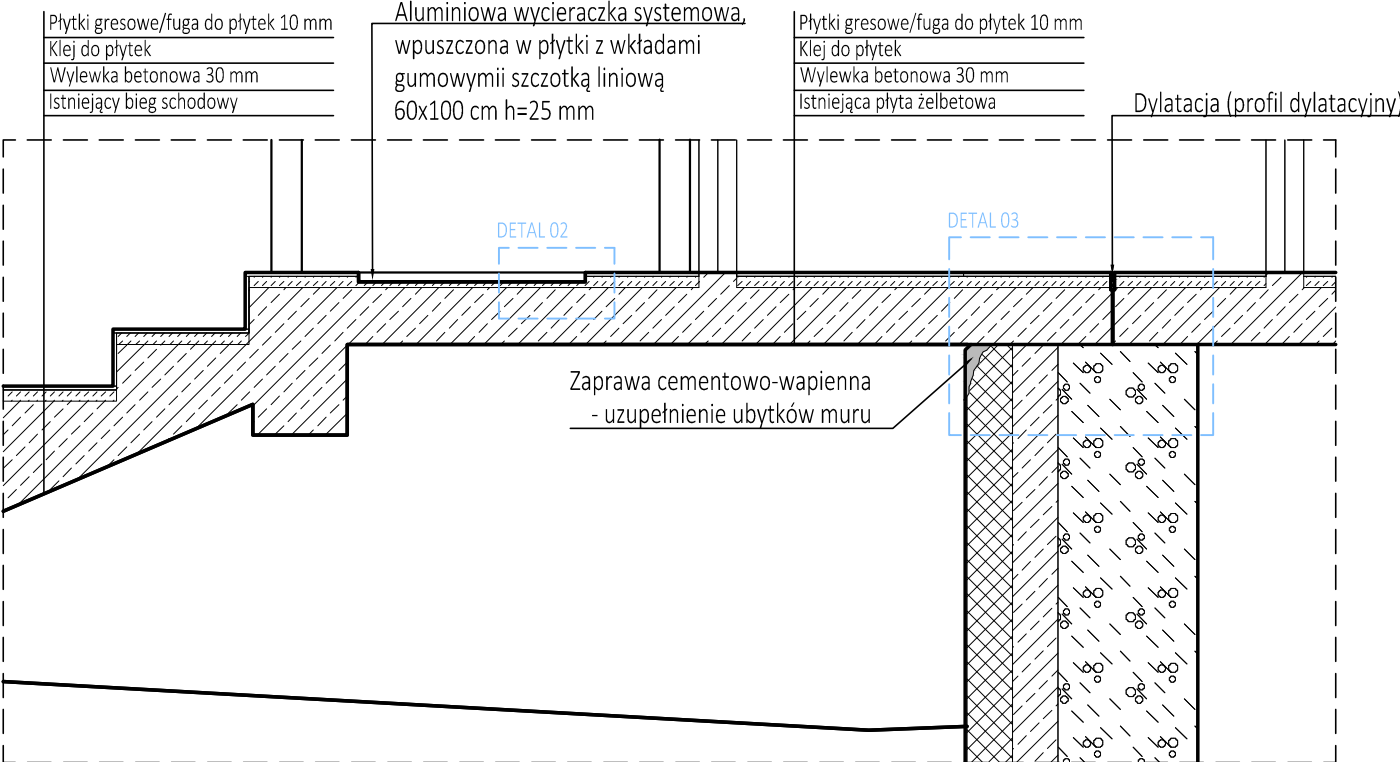 Płytki gresowe/fuga do płytek 10 mm
Klej do płytek
Wylewka betonowa 30 mm
Istniejący bieg schodowy
Aluminiowa wycieraczka systemowa,
wpuszczona w płytki z wkładami
gumowymii szczotką liniową
60x100 cm h=25 mm
Płytki gresowe/fuga do płytek 10 mm
Klej do płytek
Wylewka betonowa 30 mm
Istniejąca płyta żelbetowa
Dylatacja (profil dylatacyjny)
DETAL 02
DETAL 03
Zaprawa cementowo-wapienna
- uzupełnienie ubytków muru